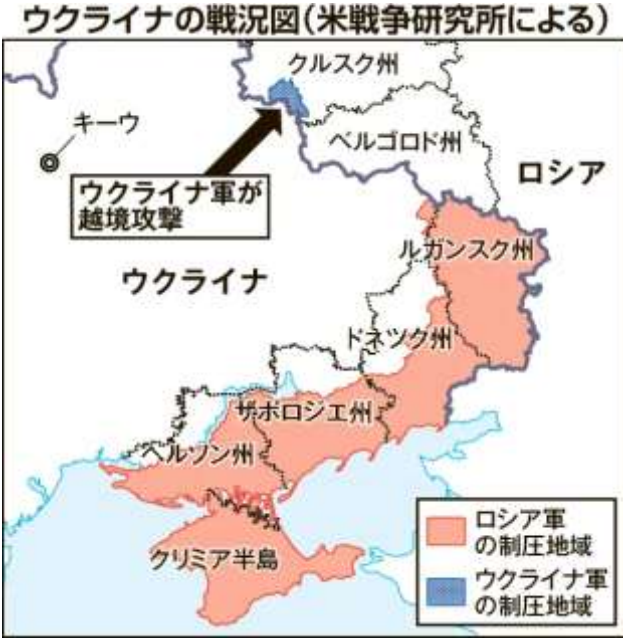 ウクライナの戦況図(米戦争研究所による)
クルスク州
キーウ
ベルゴロド州
ロシア
ウクライナ軍が
越境攻撃
ルガンスク州
ウクライナ
ドネツク州
ザポロジエ州
ヘルソン州
クリミア半島
ロシア軍
の制圧地域
ウクライナ軍
の制圧地域